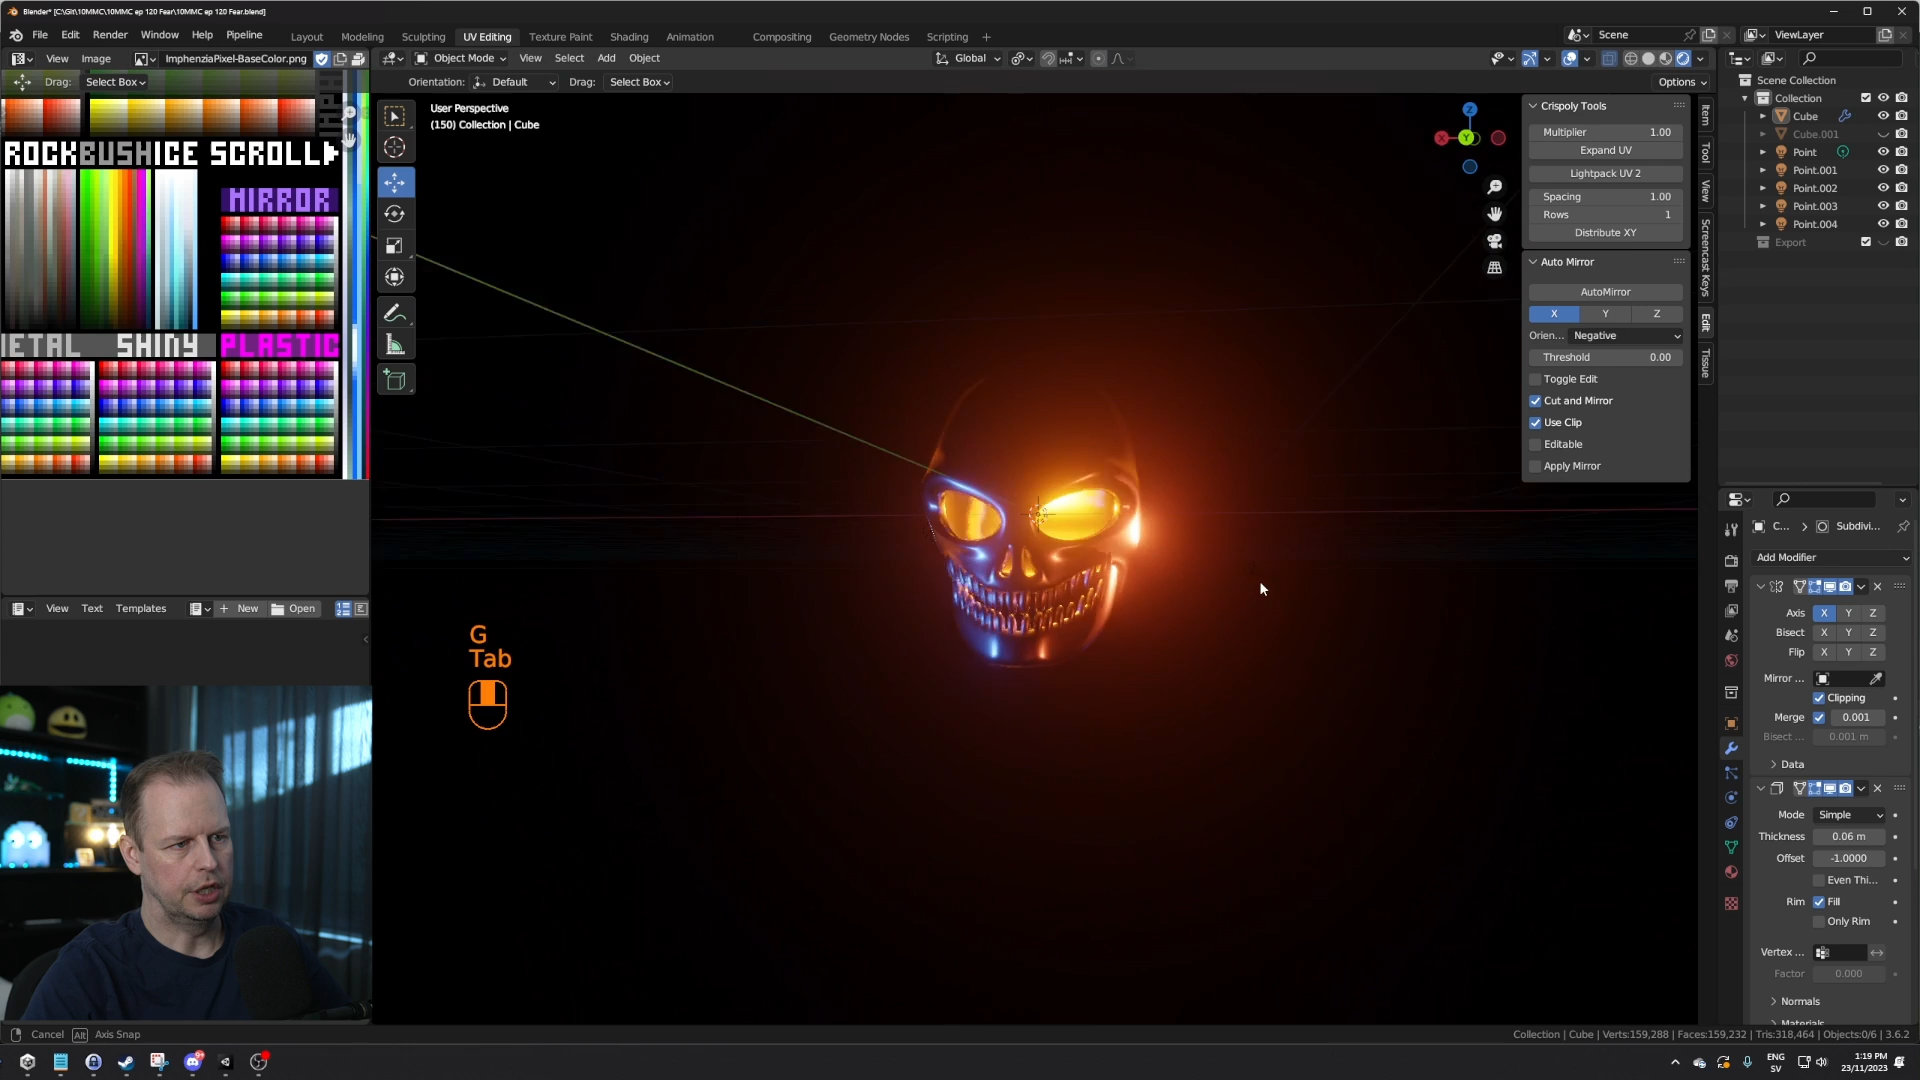 Blender* [C:\Git\10MMC\10MMC ep 120 Fear\10MMC ep 120 Fear.blend]
File Edit Render Window Help Pipeline
Layout Modeling Sculpting UV Editing Texture Paint Shading Animation Compositing Geometry Nodes Scripting +
Scene
ViewLayer
View Image ImphenziaPixel-BaseColor.png
Object Mode View Select Add Object
Global
Drag: Select Box
Orientation: Default Drag: Select Box
Options
User Perspective
(150) Collection | Cube
ROCK BUSH ICE SCROLL
MIRROR
ETAL SHINY PLASTIC
Crispoly Tools
Multiplier 1.00
Expand UV
Lightpack UV 2
Spacing 1.00
Rows 1
Distribute XY
Auto Mirror
AutoMirror
X Y Z
Orien... Negative
Threshold 0.00
Toggle Edit
Cut and Mirror
Use Clip
Editable
Apply Mirror
Item
Tool
View
Screencast Keys
Edit
Tissue
X
Y
Z
Scene Collection
Collection
Cube
Cube.001
Point
Point.001
Point.002
Point.003
Point.004
Export
C... > Subdivi...
Add Modifier
Axis X Y Z
Bisect X Y Z
Flip X Y Z
Mirror ...
Clipping
Merge 0.001
Bisect ... 0.001 m
Data
Mode Simple
Thickness 0.06 m
Offset -1.0000
Even Thi...
Rim Fill
Only Rim
Vertex ...
Factor 0.000
Normals
Materials
View Text Templates + New Open
G
Tab
Cancel Alt Axis Snap
Collection | Cube | Verts:159,288 | Faces:159,232 | Tris:318,464 | Objects:0/6 | 3.6.2
ENG
SV
1:19 PM
23/11/2023